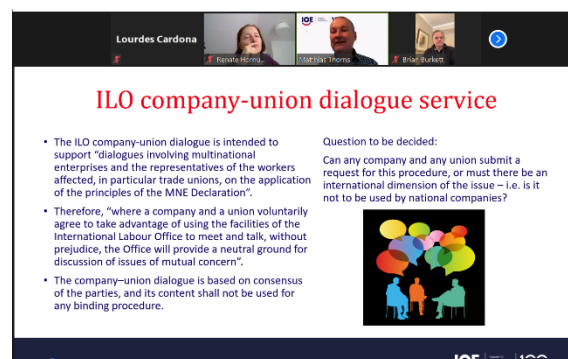 Lourdes Cardona
IOE
Renate Hornu...
Matthias Thorns
Brian Burkett
ILO company-union dialogue service
• The ILO company-union dialogue is intended to
support “dialogues involving multinational
enterprises and the representatives of the workers
affected, in particular trade unions, on the application
of the principles of the MNE Declaration”.
• Therefore, “where a company and a union voluntarily
agree to take advantage of using the facilities of the
International Labour Office to meet and talk, without
prejudice, the Office will provide a neutral ground for
discussion of issues of mutual concern”.
• The company–union dialogue is based on consensus
of the parties, and its content shall not be used for
any binding procedure.
Question to be decided:
Can any company and any union submit a
request for this procedure, or must there be an
international dimension of the issue – i.e. is it
not to be used by national companies?
IOE